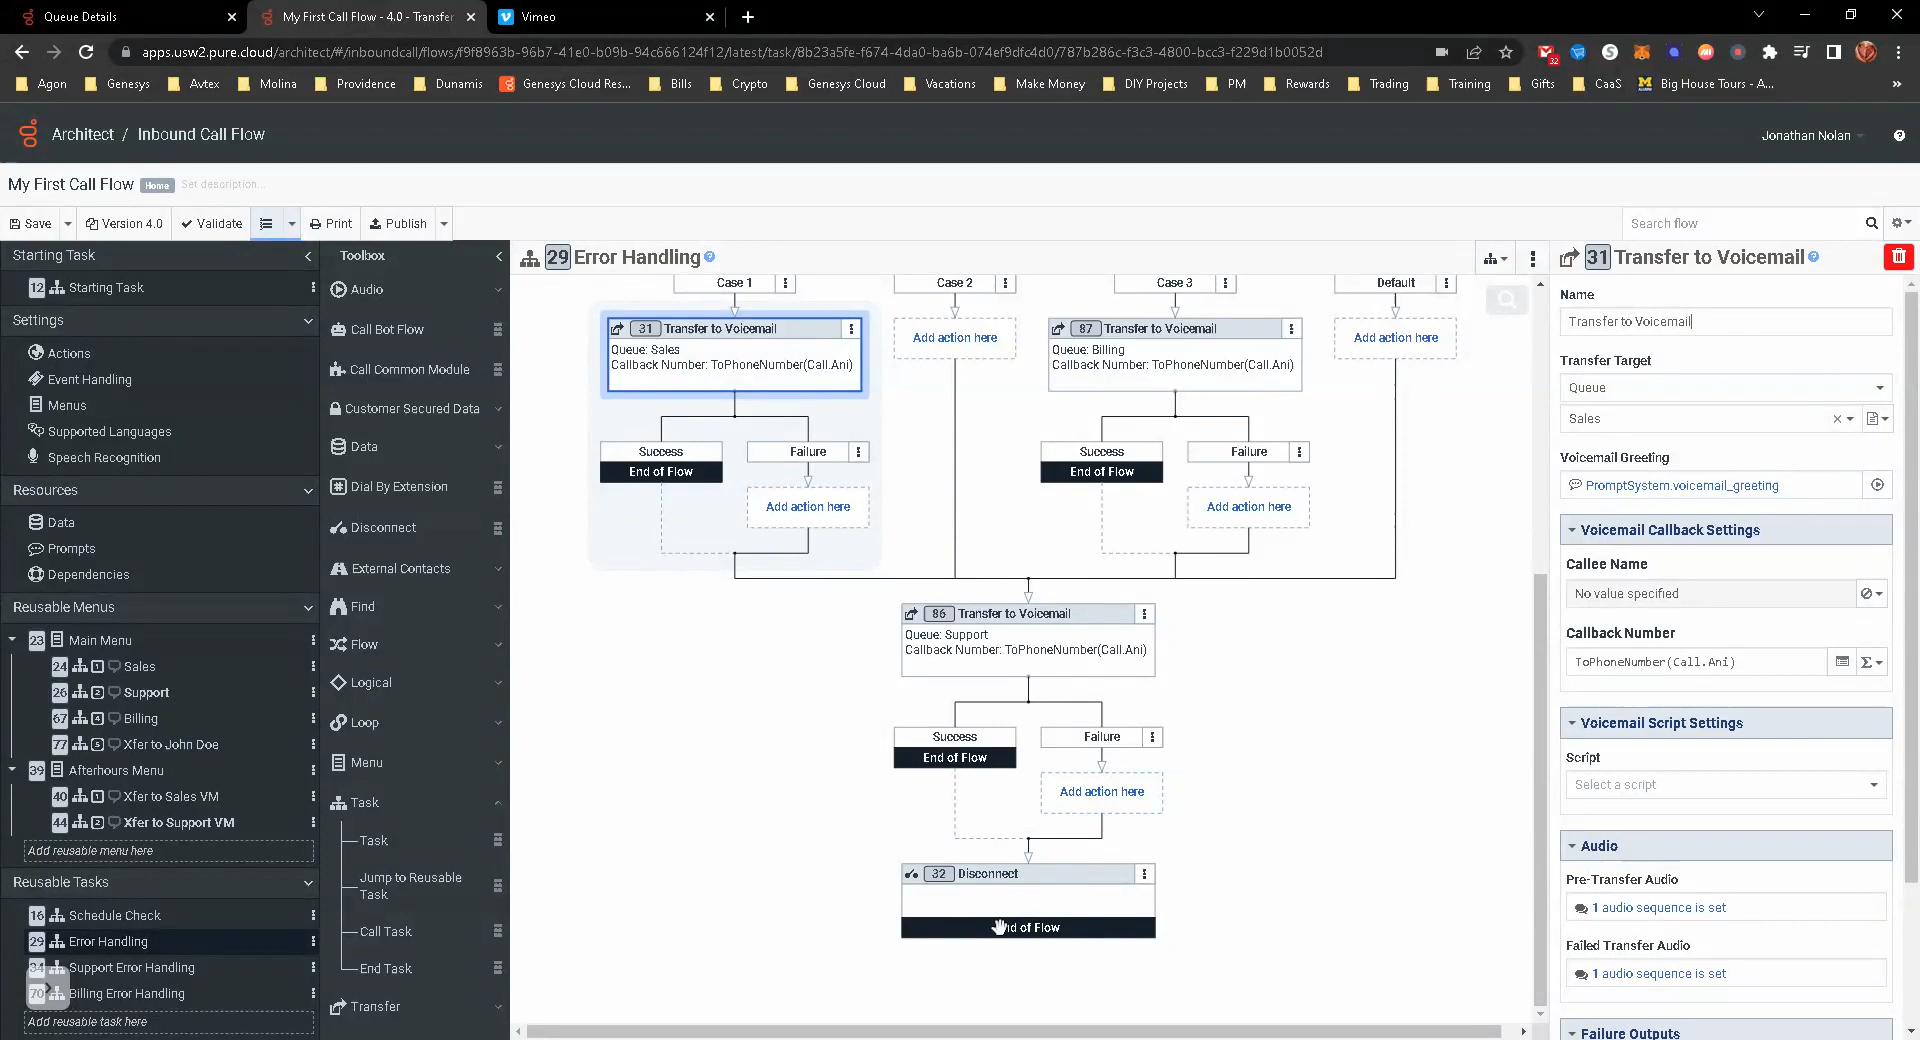 Queue Details
My First Call Flow - 4.0 - Transfer
Vimeo
apps.usw2.pure.cloud/architect/#/inboundcall/flows/f9f8963b-96b7-41e0-b09b-94c666124f12/latest/task/8b23a5fe-f674-4da0-ba6b-074ef9dfc4d0/787b286c-f3c3-4800-bcc3-f229d1b0052d
32
Agon
Genesys
Avtex
Molina
Providence
Dunamis
Genesys Cloud Res...
Bills
Crypto
Genesys Cloud
Vacations
Make Money
DIY Projects
PM
Rewards
Trading
Training
Gifts
CaaS
Big House Tours - A...
Architect / Inbound Call Flow
Jonathan Nolan
My First Call Flow Home Set description...
Save
Version 4.0
Validate
Print
Publish
Search flow
Starting Task
12 Starting Task
Settings
Actions
Event Handling
Menus
Supported Languages
Speech Recognition
Resources
Data
Prompts
Dependencies
Reusable Menus
23 Main Menu
24 1 Sales
26 2 Support
67 4 Billing
77 5 Xfer to John Doe
39 Afterhours Menu
40 1 Xfer to Sales VM
44 2 Xfer to Support VM
Add reusable menu here
Reusable Tasks
16 Schedule Check
29 Error Handling
34 Support Error Handling
70 Billing Error Handling
Add reusable task here
Toolbox
Audio
Call Bot Flow
Call Common Module
Customer Secured Data
Data
Dial By Extension
Disconnect
External Contacts
Find
Flow
Logical
Loop
Menu
Task
Task
Jump to Reusable
Task
Call Task
End Task
Transfer
29 Error Handling
Case 1
Case 2
Case 3
Default
31 Transfer to Voicemail
Queue: Sales
Callback Number: ToPhoneNumber(Call.Ani)
Add action here
87 Transfer to Voicemail
Queue: Billing
Callback Number: ToPhoneNumber(Call.Ani)
Add action here
Success
End of Flow
Failure
Add action here
Success
End of Flow
Failure
Add action here
86 Transfer to Voicemail
Queue: Support
Callback Number: ToPhoneNumber(Call.Ani)
Success
End of Flow
Failure
Add action here
32 Disconnect
of Flow
31 Transfer to Voicemail
Name
Transfer to Voicemail
Transfer Target
Queue
Sales
Voicemail Greeting
PromptSystem.voicemail_greeting
Voicemail Callback Settings
Callee Name
No value specified
Callback Number
ToPhoneNumber(Call.Ani)
Voicemail Script Settings
Script
Select a script
Audio
Pre-Transfer Audio
1 audio sequence is set
Failed Transfer Audio
1 audio sequence is set
Failure Outputs